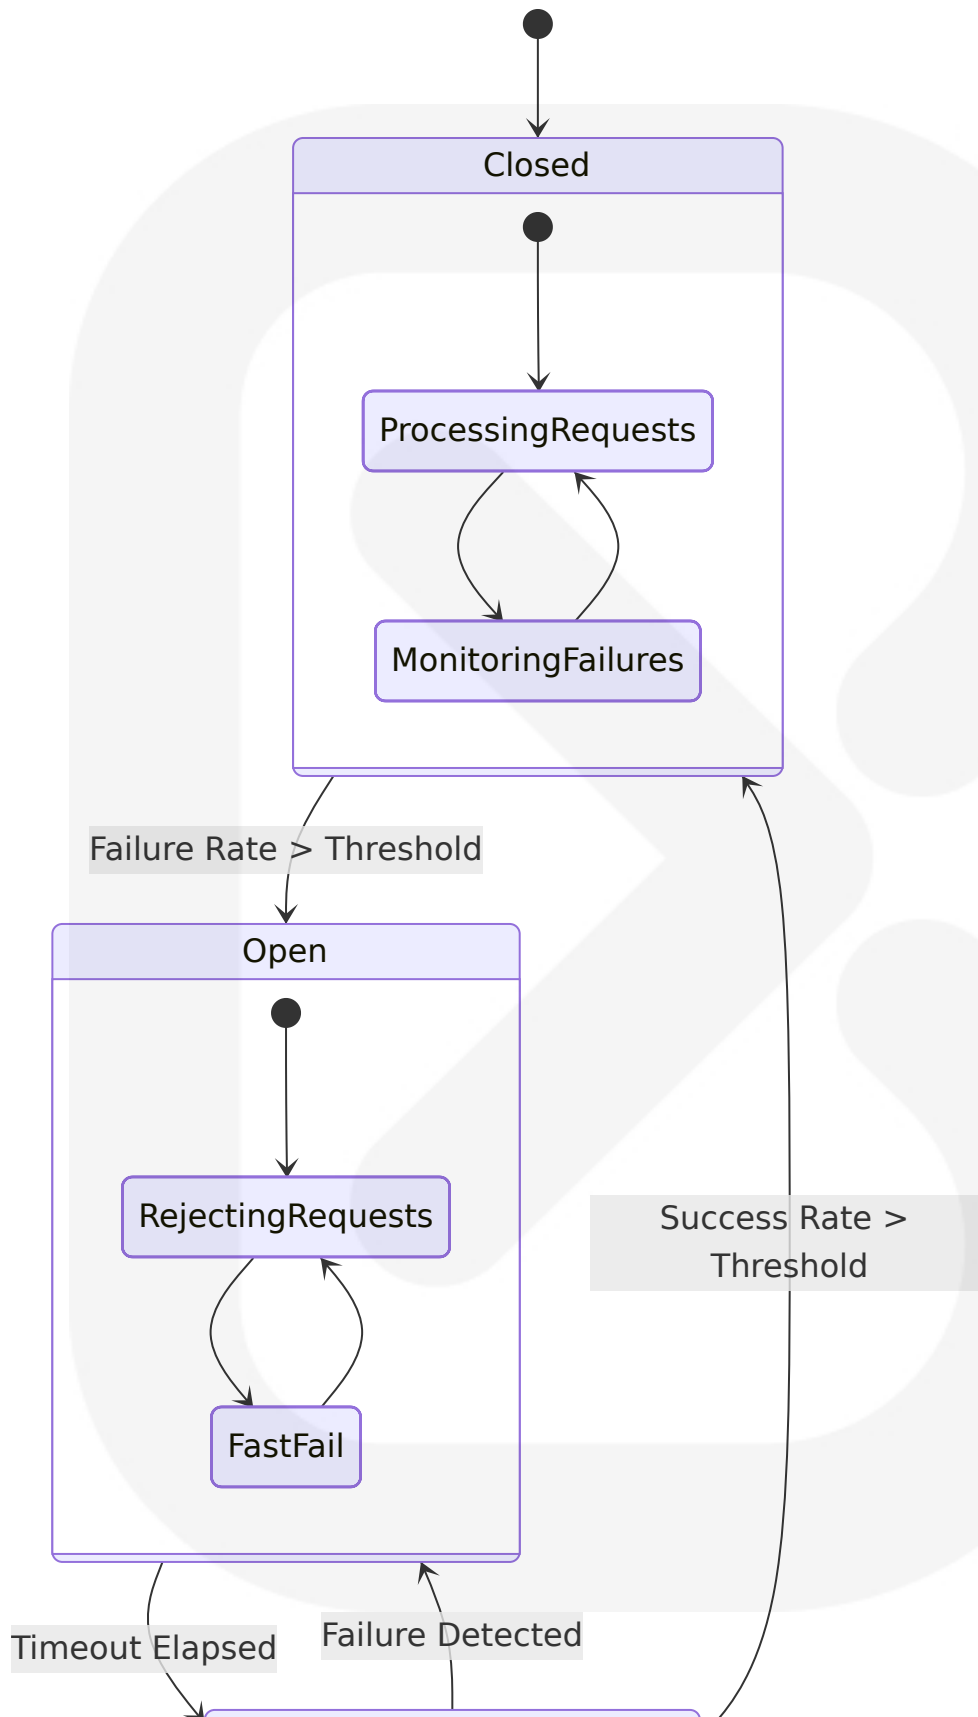 Closed
ProcessingRequests
MonitoringFailures
Failure Rate > Threshold
Open
RejectingRequests
Success Rate >
Threshold
FastFail
Timeout Elapsed
Failure Detected